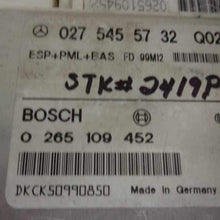 0265109452
027 545 57 32 Q02
ESP+PML+BAS FD 99M12
STK# 2419P
BOSCH
0 265 109 452
DKCK50990850 Made in Germany